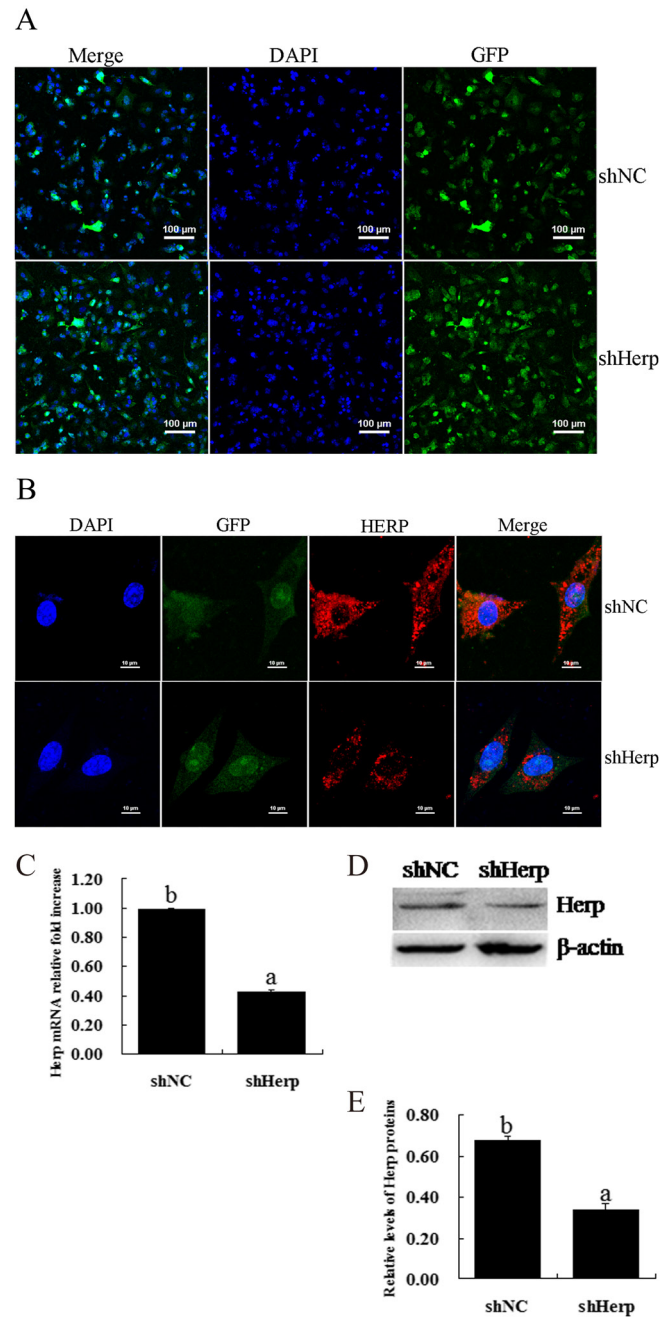 A
Merge DAPI GFP
100 µm 100 µm 100 µm
shNC
100 µm 100 µm 100 µm
shHerp
B
DAPI GFP HERP Merge
10 µm 10 µm 10 µm 10 µm
shNC
10 µm 10 µm 10 µm 10 µm
shHerp
C
Herp mRNA relative fold increase
1.20
1.00
0.80
0.60
0.40
0.20
0.00
b
a
shNC shHerp
D
shNC shHerp
Herp
β-actin
E
Relative levels of Herp proteins
0.80
0.60
0.40
0.20
0.00
b
a
shNC shHerp